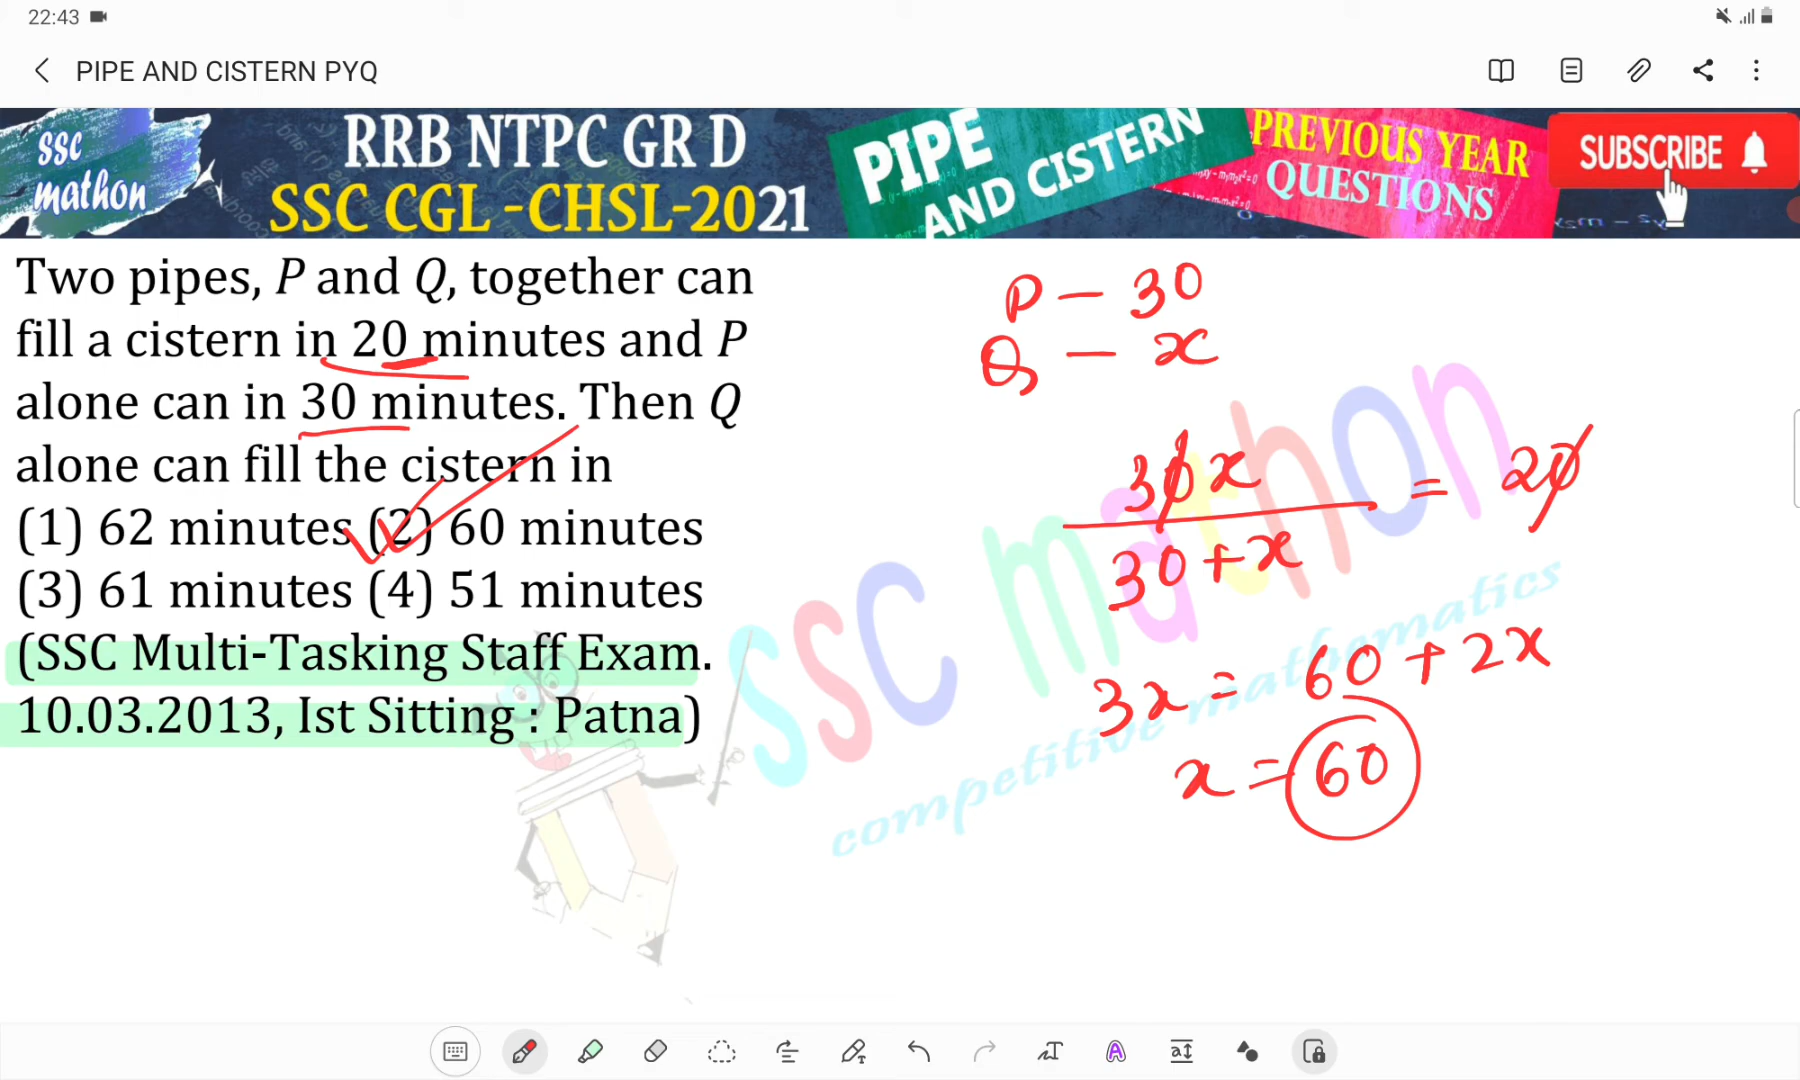 22:43
PIPE AND CISTERN PYQ
ssc
mathon
RRB NTPC GR D
SSC CGL -CHSL-2021
PIPE
AND CISTERN
PREVIOUS YEAR
QUESTIONS
SUBSCRIBE
Two pipes, P and Q, together can
fill a cistern in 20 minutes and P
alone can in 30 minutes. Then Q
alone can fill the cistern in
(1) 62 minutes (2) 60 minutes
(3) 61 minutes (4) 51 minutes
(SSC Multi-Tasking Staff Exam.
10.03.2013, Ist Sitting : Patna)
P — 30
Q — x
30x
= 20
30+x
3x = 60 + 2x
x = 60
ssc mathon
competitive mathematics